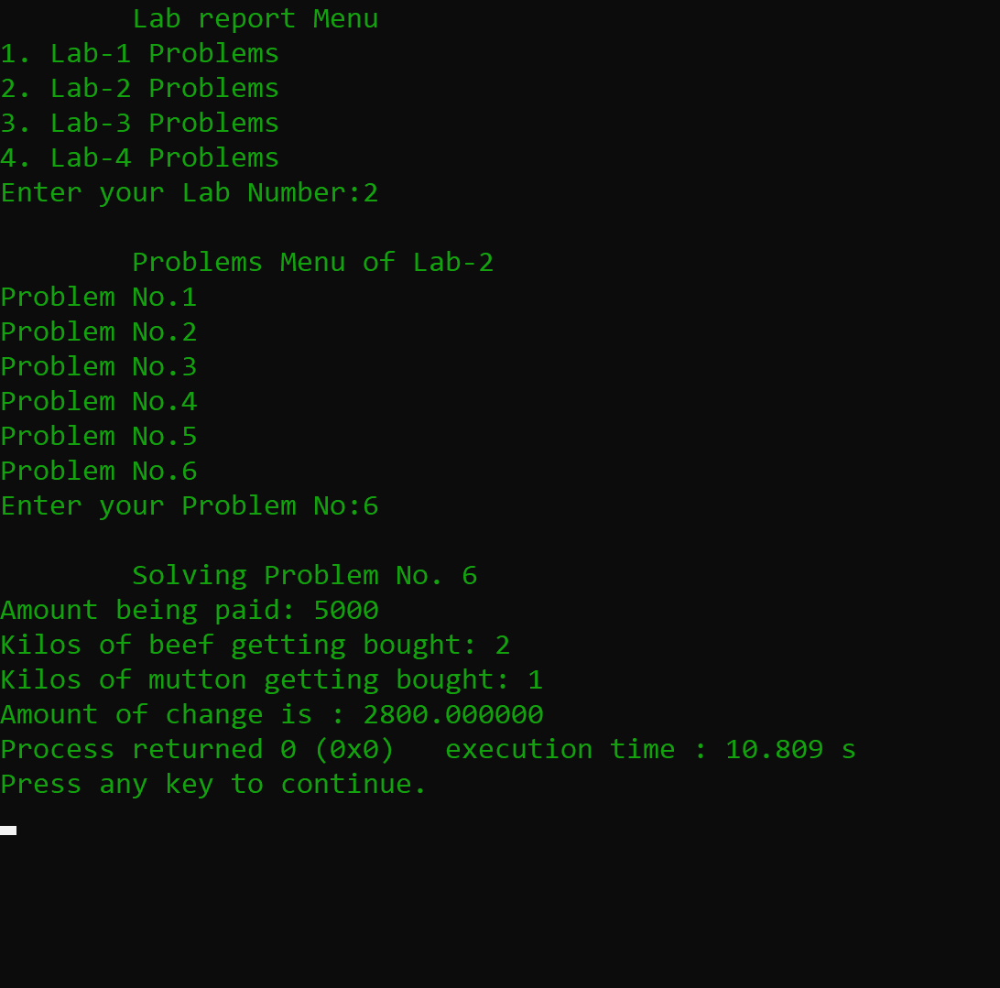 Lab report Menu
1. Lab-1 Problems
2. Lab-2 Problems
3. Lab-3 Problems
4. Lab-4 Problems
Enter your Lab Number:2
Problems Menu of Lab-2
Problem No.1
Problem No.2
Problem No.3
Problem No.4
Problem No.5
Problem No.6
Enter your Problem No:6
Solving Problem No. 6
Amount being paid: 5000
Kilos of beef getting bought: 2
Kilos of mutton getting bought: 1
Amount of change is : 2800.000000
Process returned 0 (0x0)   execution time : 10.809 s
Press any key to continue.